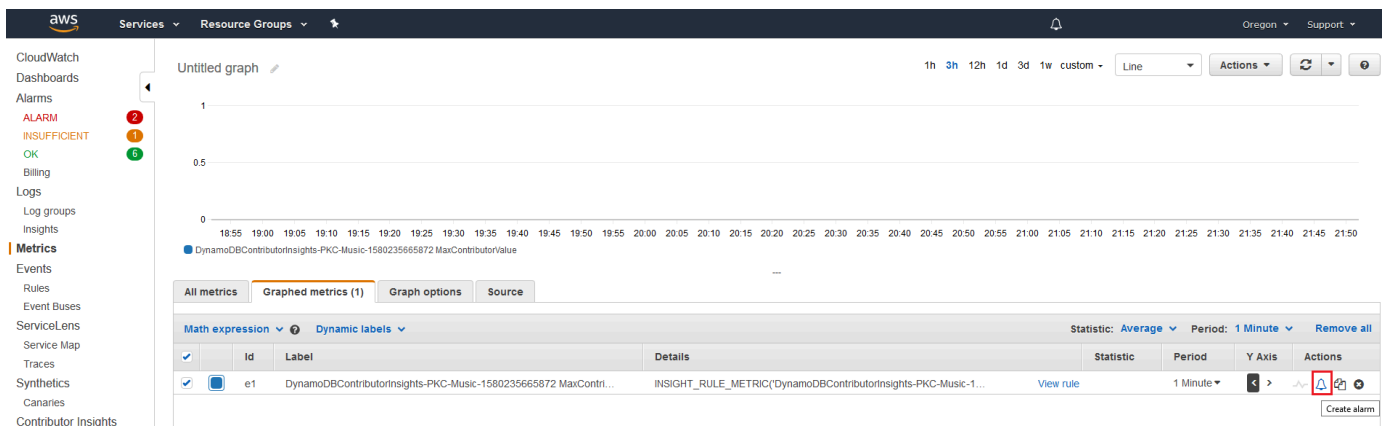 aws Services Resource Groups Oregon Support
CloudWatch
Dashboards
Alarms
ALARM 2
INSUFFICIENT 1
OK 6
Billing
Logs
Log groups
Insights
Metrics
Events
Rules
Event Buses
ServiceLens
Service Map
Traces
Synthetics
Canaries
Contributor Insights
Untitled graph
1h 3h 12h 1d 3d 1w custom Line Actions
1
0.5
0
18:55 19:00 19:05 19:10 19:15 19:20 19:25 19:30 19:35 19:40 19:45 19:50 19:55 20:00 20:05 20:10 20:15 20:20 20:25 20:30 20:35 20:40 20:45 20:50 20:55 21:00 21:05 21:10 21:15 21:20 21:25 21:30 21:35 21:40 21:45 21:50
DynamoDBContributorInsights-PKC-Music-1580235665872 MaxContributorValue
All metrics Graphed metrics (1) Graph options Source
Math expression Dynamic labels Statistic: Average Period: 1 Minute Remove all
Id Label Details Statistic Period Y Axis Actions
e1 DynamoDBContributorInsights-PKC-Music-1580235665872 MaxContri... INSIGHT_RULE_METRIC('DynamoDBContributorInsights-PKC-Music-1... View rule 1 Minute < >
Create alarm